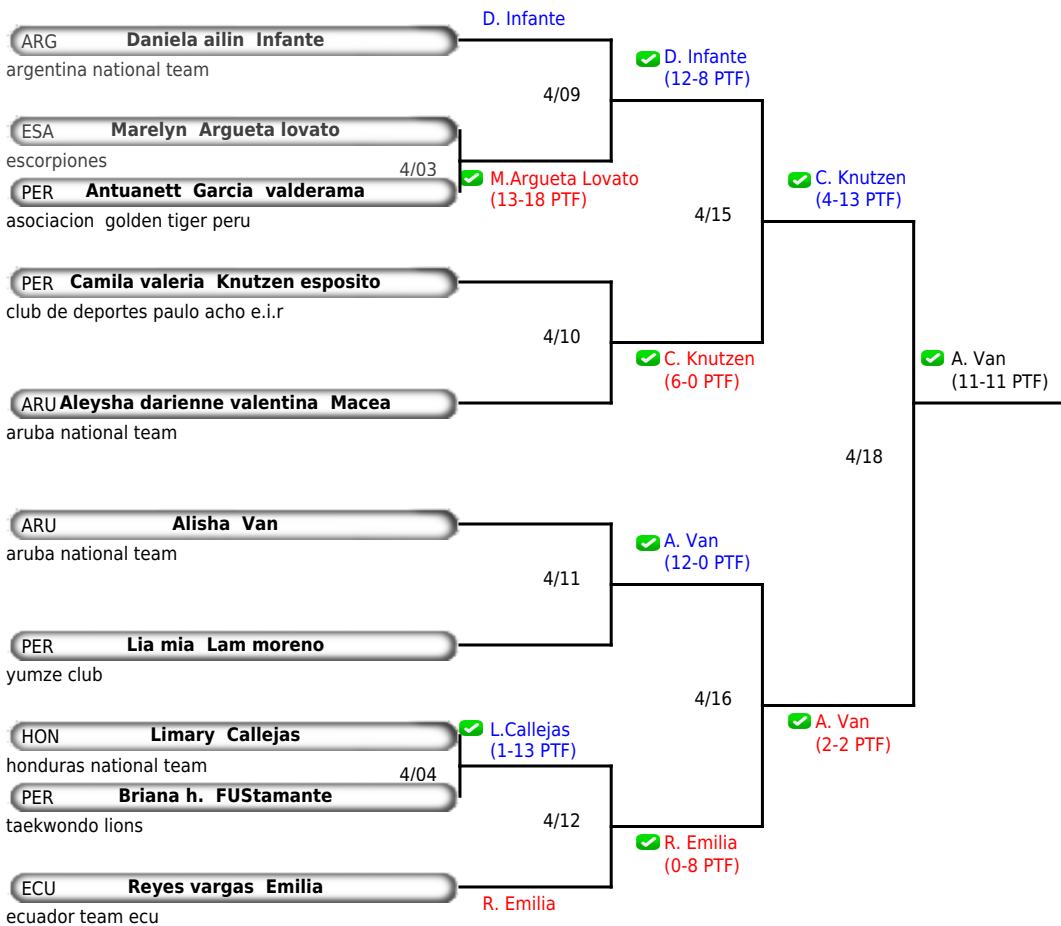 D. Infante
ARG Daniela ailin Infante
argentina national team
D. Infante
(12-8 PTF)
4/09
ESA Marelyn Argueta lovato
escorpiones
4/03
M.Argueta Lovato
(13-18 PTF)
PER Antuanett Garcia valderama
asociacion golden tiger peru
C. Knutzen
(4-13 PTF)
4/15
PER Camila valeria Knutzen esposito
club de deportes paulo acho e.i.r
4/10
C. Knutzen
(6-0 PTF)
A. Van
(11-11 PTF)
ARU Aleysha darienne valentina Macea
aruba national team
4/18
ARU Alisha Van
aruba national team
A. Van
(12-0 PTF)
4/11
PER Lia mia Lam moreno
yumze club
4/16
A. Van
(2-2 PTF)
HON Limary Callejas
honduras national team
L.Callejas
(1-13 PTF)
4/04
PER Briana h. FUStamante
taekwondo lions
4/12
R. Emilia
(0-8 PTF)
ECU Reyes vargas Emilia
ecuador team ecu
R. Emilia